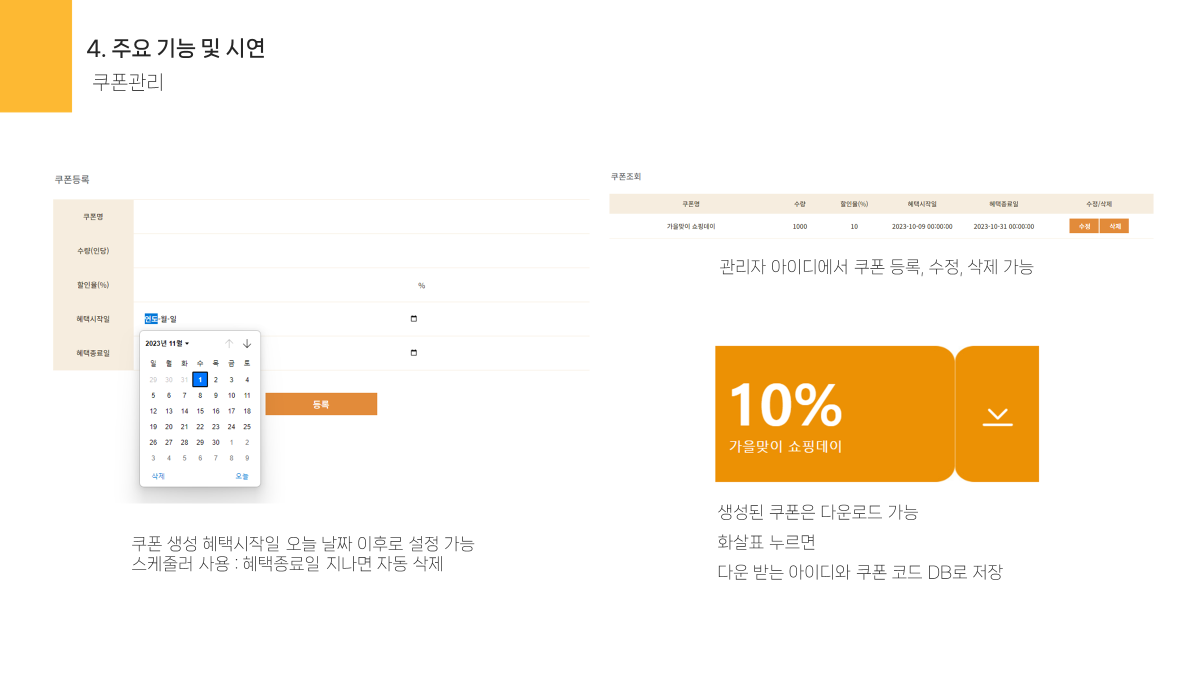 4. 주요 기능 및 시연
쿠폰관리
쿠폰등록
쿠폰명
수량(인당)
할인율(%)
%
혜택시작일
연도-월-일
혜택종료일
2023년 11월
일 월 화 수 목 금 토
29 30 31 1 2 3 4
5 6 7 8 9 10 11
12 13 14 15 16 17 18
19 20 21 22 23 24 25
26 27 28 29 30 1 2
3 4 5 6 7 8 9
삭제 오늘
등록
쿠폰 생성 혜택시작일 오늘 날짜 이후로 설정 가능
스케줄러 사용 : 혜택종료일 지나면 자동 삭제
쿠폰조회
쿠폰명 수량 할인율(%) 혜택시작일 혜택종료일 수정/삭제
가을맞이 쇼핑데이 1000 10 2023-10-09 00:00:00 2023-10-31 00:00:00 수정 삭제
관리자 아이디에서 쿠폰 등록, 수정, 삭제 가능
10%
가을맞이 쇼핑데이
생성된 쿠폰은 다운로드 가능
화살표 누르면
다운 받는 아이디와 쿠폰 코드 DB로 저장